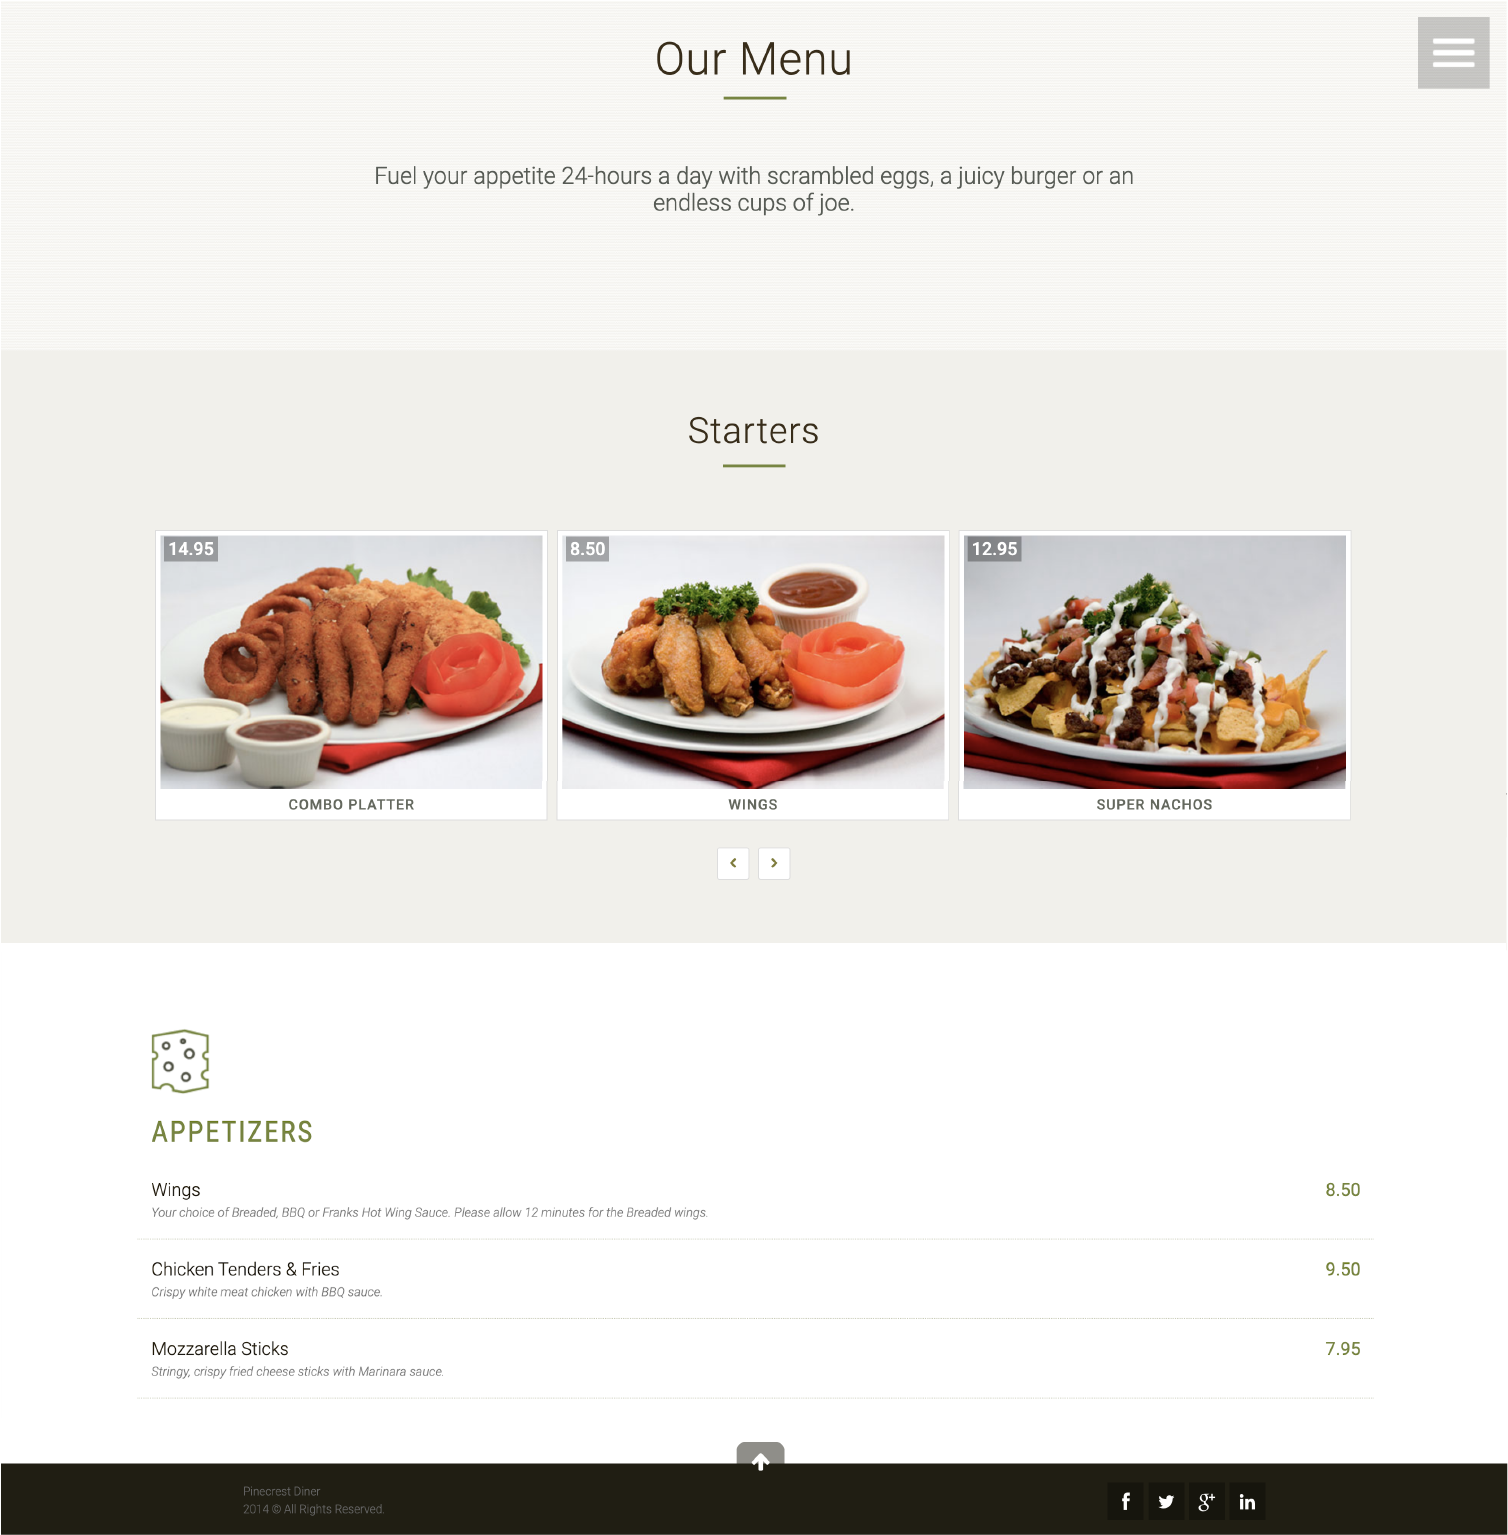 Our Menu
Fuel your appetite 24-hours a day with scrambled eggs, a juicy burger or an
endless cups of joe.
Starters
14.95
8.50
12.95
COMBO PLATTER
WINGS
SUPER NACHOS
APPETIZERS
Wings
8.50
Your choice of Breaded, BBQ or Franks Hot Wing Sauce. Please allow 12 minutes for the Breaded wings.
Chicken Tenders & Fries
9.50
Crispy white meat chicken with BBQ sauce.
Mozzarella Sticks
7.95
Stringy, crispy fried cheese sticks with Marinara sauce.
Pinecrest Diner
2014 © All Rights Reserved.
f
g+
in